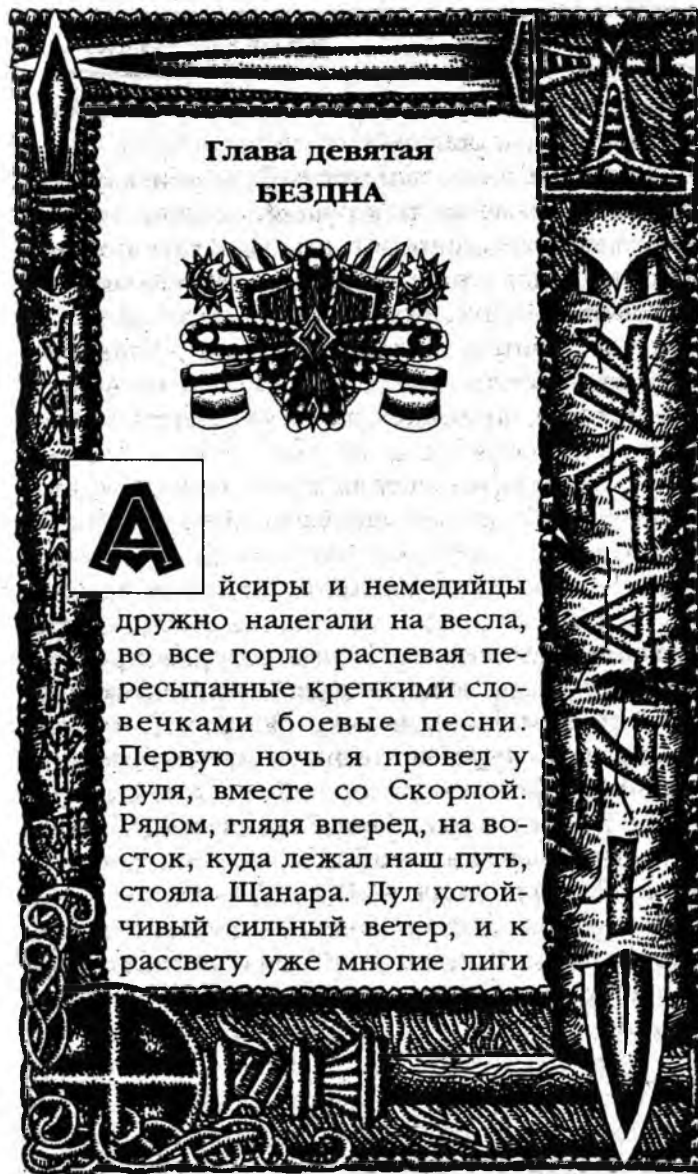 Глава девятая
БЕЗДНА
Айсиры и немедийцы
дружно налегали на весла,
во все горло распевая пе-
ресыпанные крепкими сло-
вечками боевые песни.
Первую ночь я провел у
руля, вместе со Скорлой.
Рядом, глядя вперед, на во-
сток, куда лежал наш путь,
стояла Шанара. Дул устой-
чивый сильный ветер, и к
рассвету уже многие лиги